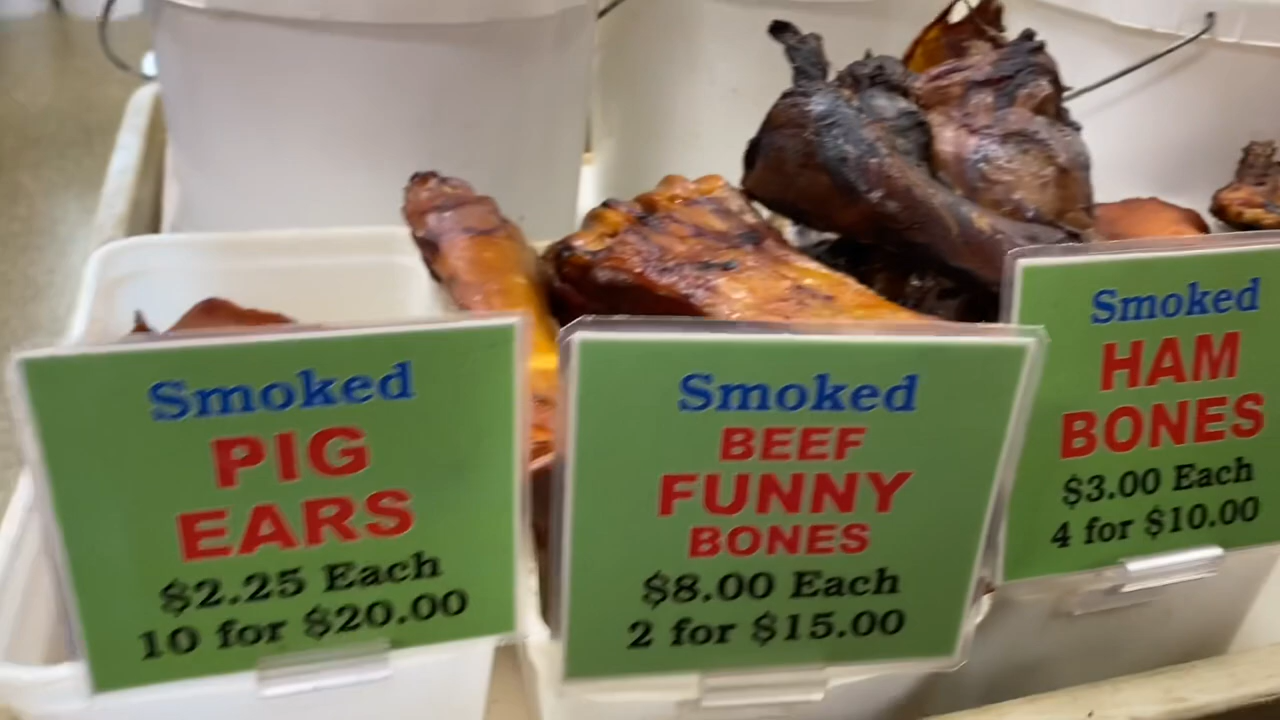 Smoked
PIG
EARS
$2.25 Each
10 for $20.00
Smoked
BEEF
FUNNY
BONES
$8.00 Each
2 for $15.00
Smoked
HAM
BONES
$3.00 Each
4 for $10.00